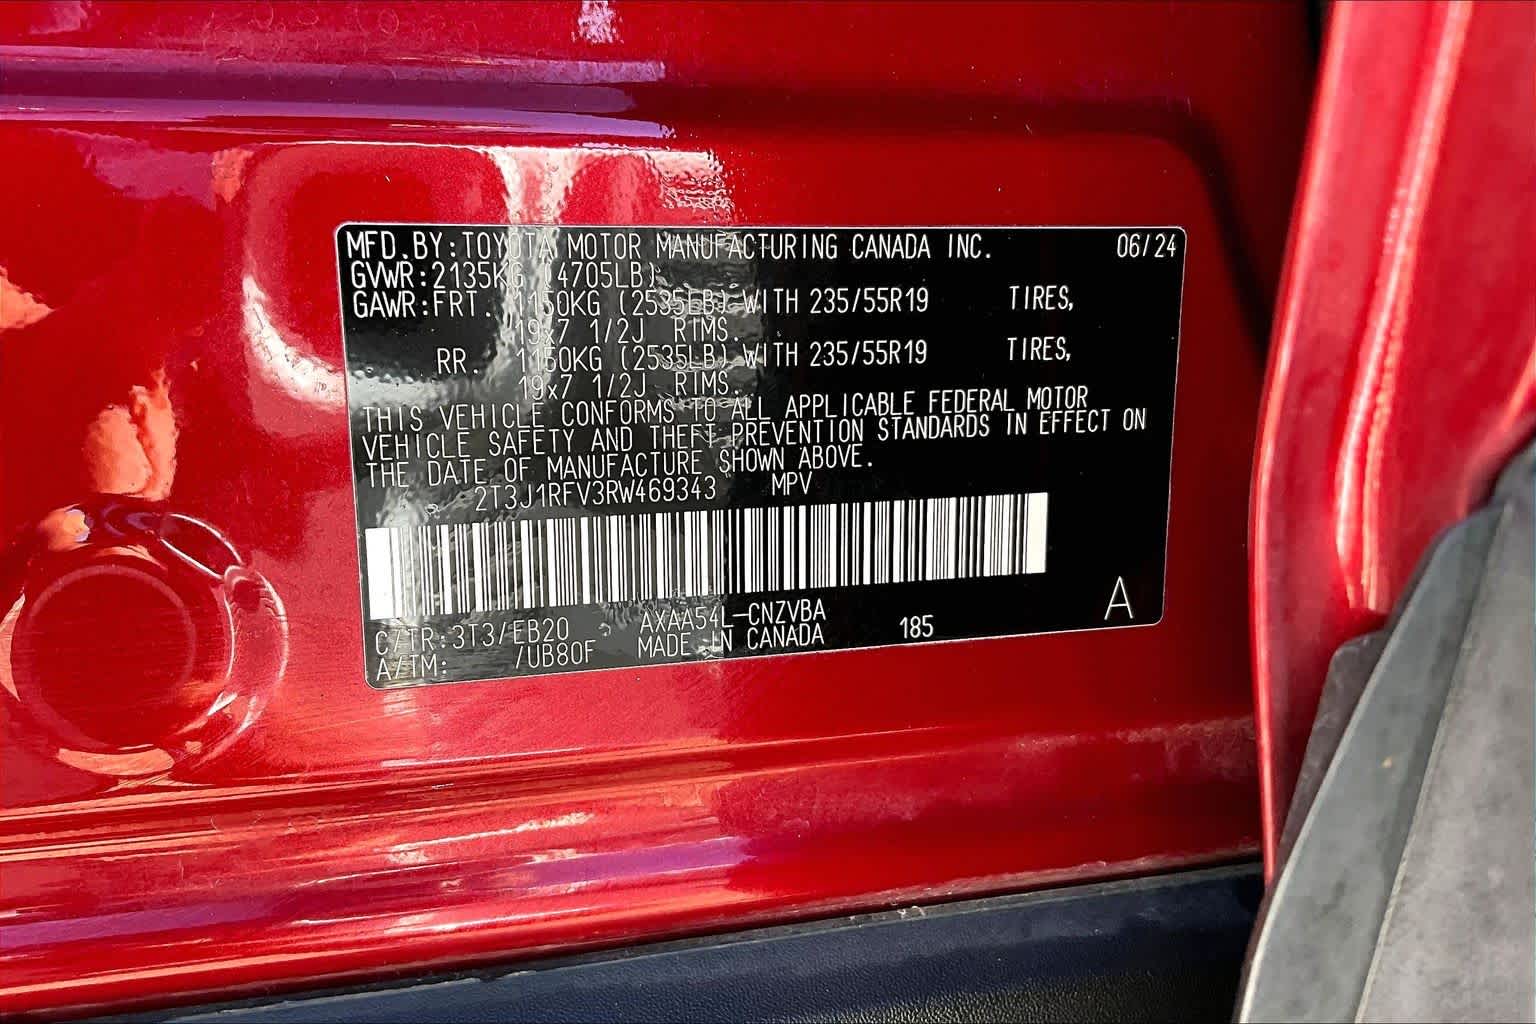 MFD.BY:TOYOTA MOTOR MANUFACTURING CANADA INC. 06/24
GVWR:2135KG (4705LB)
GAWR:FRT. 1150KG (2535LB) WITH 235/55R19 TIRES,
19x7 1/2J RIMS.
RR. 1150KG (2535LB) WITH 235/55R19 TIRES,
19x7 1/2J RIMS.
THIS VEHICLE CONFORMS TO ALL APPLICABLE FEDERAL MOTOR
VEHICLE SAFETY AND THEFT PREVENTION STANDARDS IN EFFECT ON
THE DATE OF MANUFACTURE SHOWN ABOVE.
2T3J1RFV3RW469343 MPV
C/TR:3T3/EB20 AXAA54L-CNZVBA 185 A
A/TM: /UB80F MADE IN CANADA